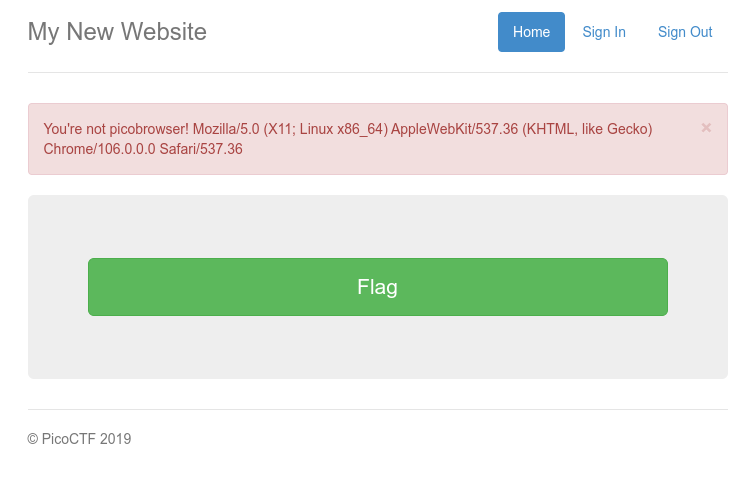 My New Website
Home
Sign In
Sign Out
You're not picobrowser! Mozilla/5.0 (X11; Linux x86_64) AppleWebKit/537.36 (KHTML, like Gecko)
Chrome/106.0.0.0 Safari/537.36
×
Flag
© PicoCTF 2019